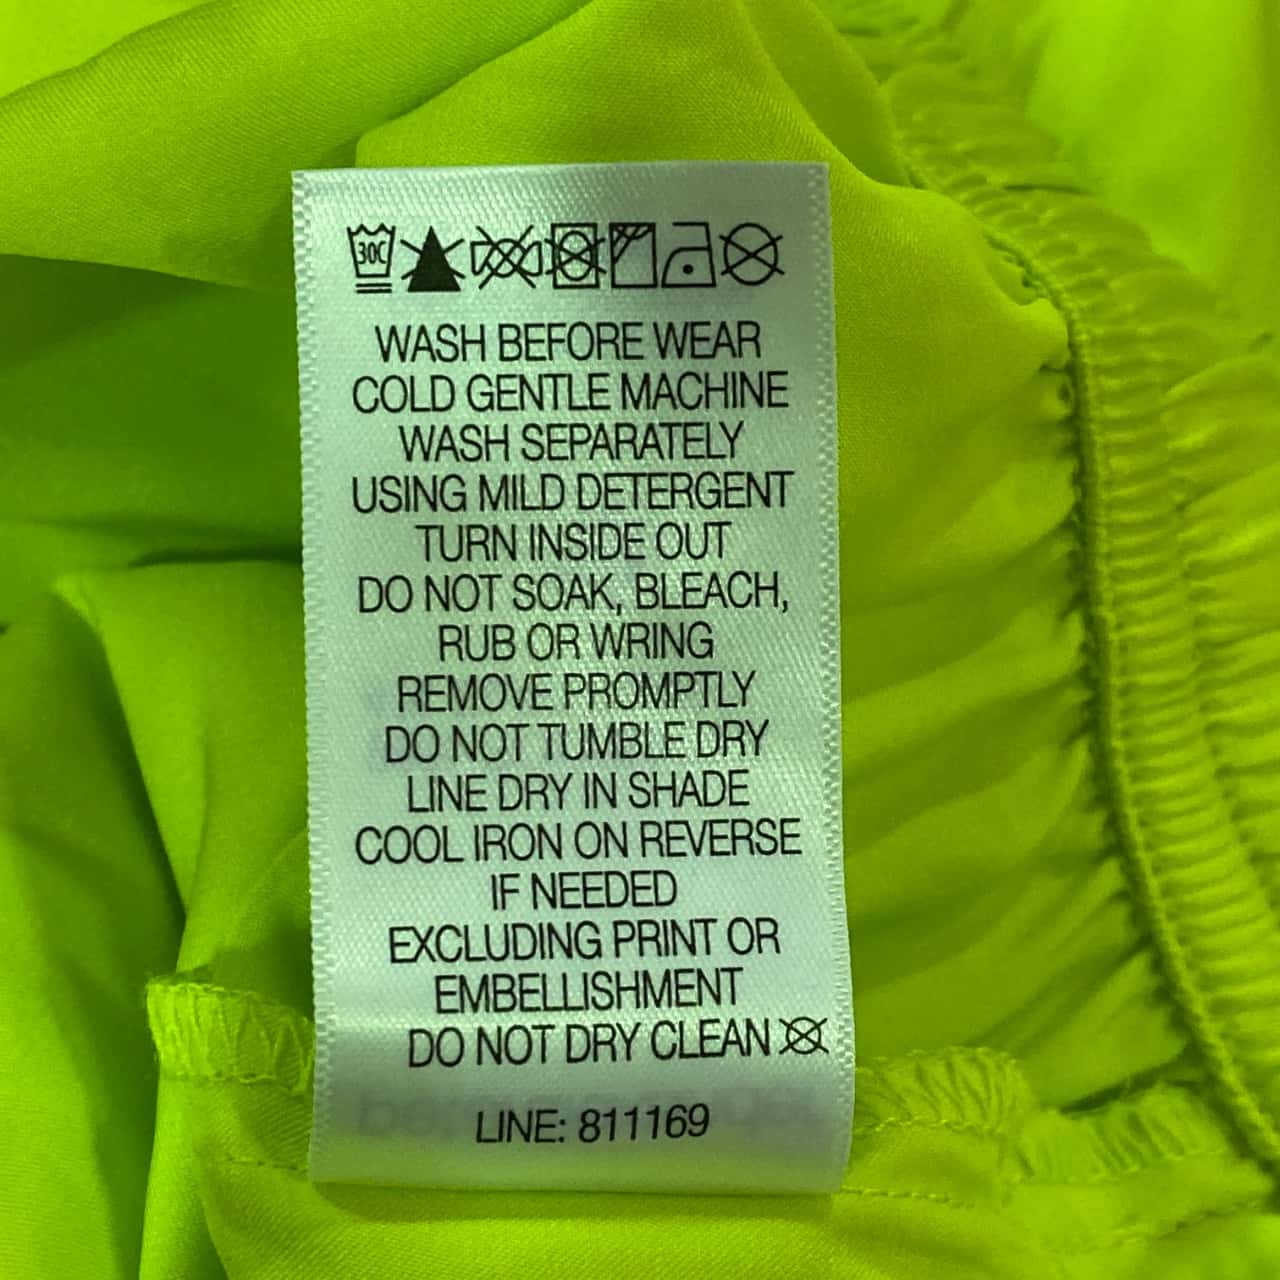 30C
WASH BEFORE WEAR
COLD GENTLE MACHINE
WASH SEPARATELY
USING MILD DETERGENT
TURN INSIDE OUT
DO NOT SOAK, BLEACH,
RUB OR WRING
REMOVE PROMPTLY
DO NOT TUMBLE DRY
LINE DRY IN SHADE
COOL IRON ON REVERSE
IF NEEDED
EXCLUDING PRINT OR
EMBELLISHMENT
DO NOT DRY CLEAN
LINE: 811169